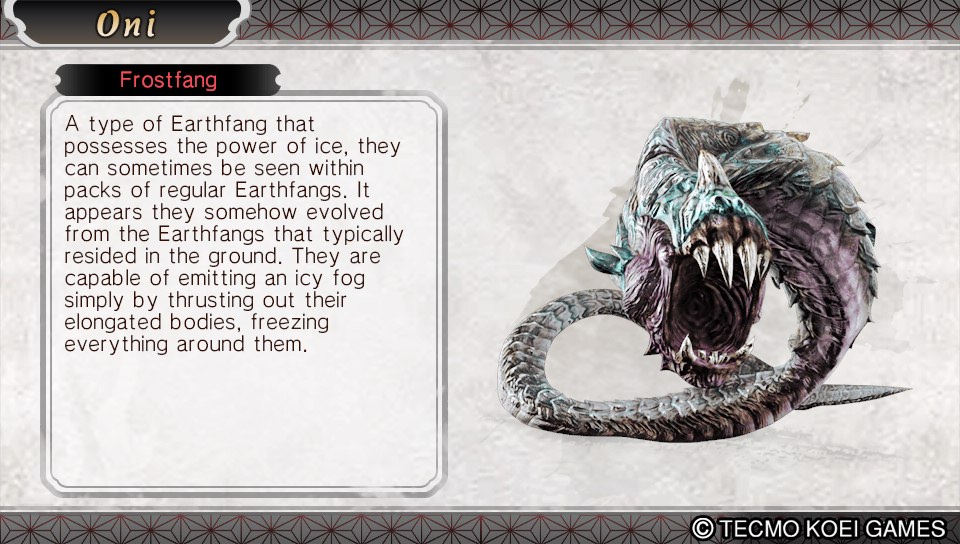 Oni
Frostfang
A type of Earthfang that
possesses the power of ice, they
can sometimes be seen within
packs of regular Earthfangs. It
appears they somehow evolved
from the Earthfangs that typically
resided in the ground. They are
capable of emitting an icy fog
simply by thrusting out their
elongated bodies, freezing
everything around them.
© TECMO KOEI GAMES